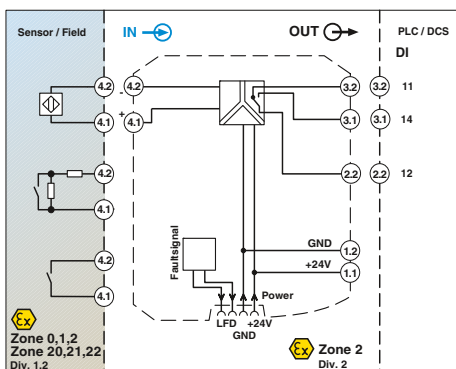 Sensor / Field IN OUT PLC / DCS
DI
4.2 4.2 3.2 3.2 11
-
+
4.1 4.1 3.1 3.1 14
4.2 2.2 2.2 12
4.1
Faultsignal
GND 1.2
4.2 +24V 1.1
4.1 Power
LFD +24V
GND
Ex
Zone 0,1,2
Zone 20,21,22
Div. 1,2
Ex Zone 2
Div. 2